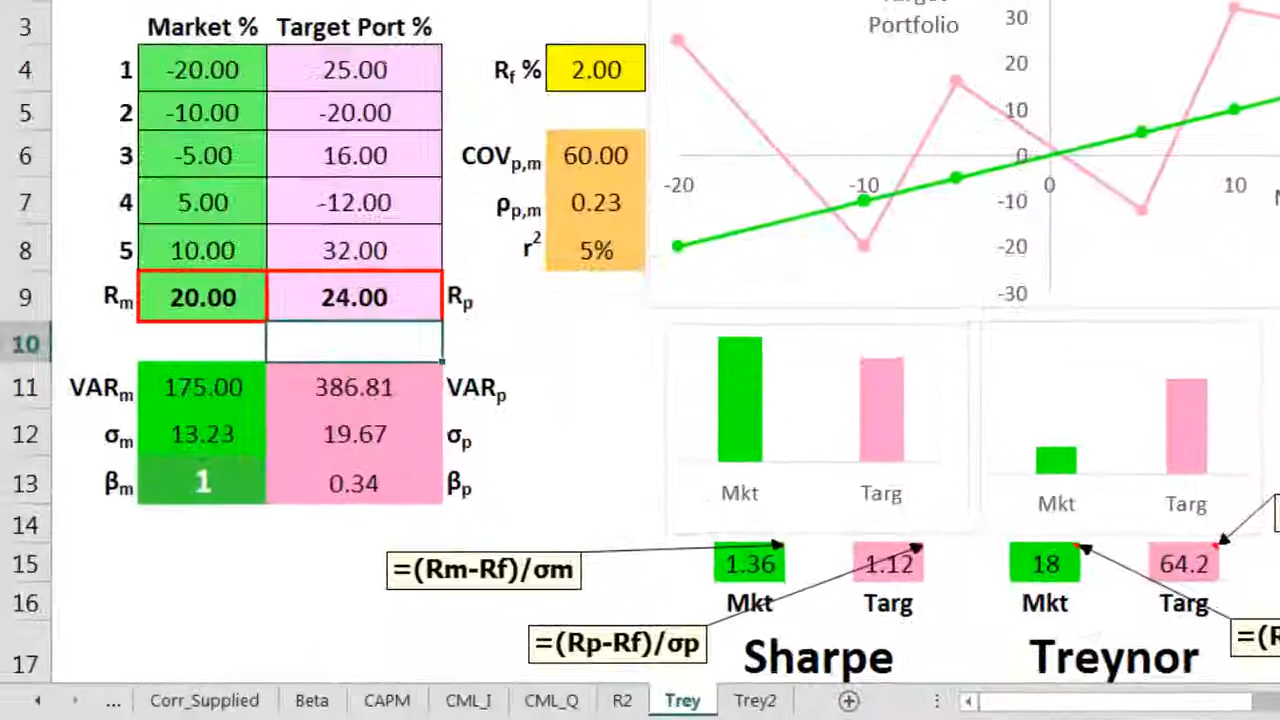 3 Market % Target Port %
4 1 -20.00 25.00 Rf % 2.00
5 2 -10.00 -20.00
6 3 -5.00 16.00 COVp,m 60.00
7 4 5.00 -12.00 ρp,m 0.23
8 5 10.00 32.00 r² 5%
9 Rm 20.00 24.00 Rp
10
11 VARm 175.00 386.81 VARp
12 σm 13.23 19.67 σp
13 βm 1 0.34 βp
14
15
16
17
Portfolio
30
20
10
0
-10
-20
-30
-20 -10 0 10
Mkt Targ
Mkt Targ
=(Rm-Rf)/σm
1.36 1.12 18 64.2
Mkt Targ Mkt Targ
=(Rp-Rf)/σp
=(R
Sharpe Treynor
... Corr_Supplied Beta CAPM CML_I CML_Q R2 Trey Trey2